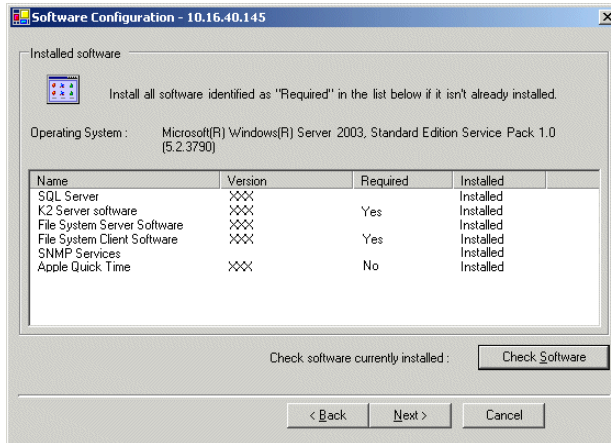 Software Configuration - 10.16.40.145
Installed software
Install all software identified as "Required" in the list below if it isn't already installed.
Operating System : Microsoft(R) Windows(R) Server 2003, Standard Edition Service Pack 1.0
(5.2.3790)
Name Version Required Installed
SQL Server XXX Installed
K2 Server software XXX Yes Installed
File System Server Software XXX Installed
File System Client Software XXX Yes Installed
SNMP Services Installed
Apple Quick Time XXX No Installed
Check software currently installed : Check Software
< Back Next > Cancel